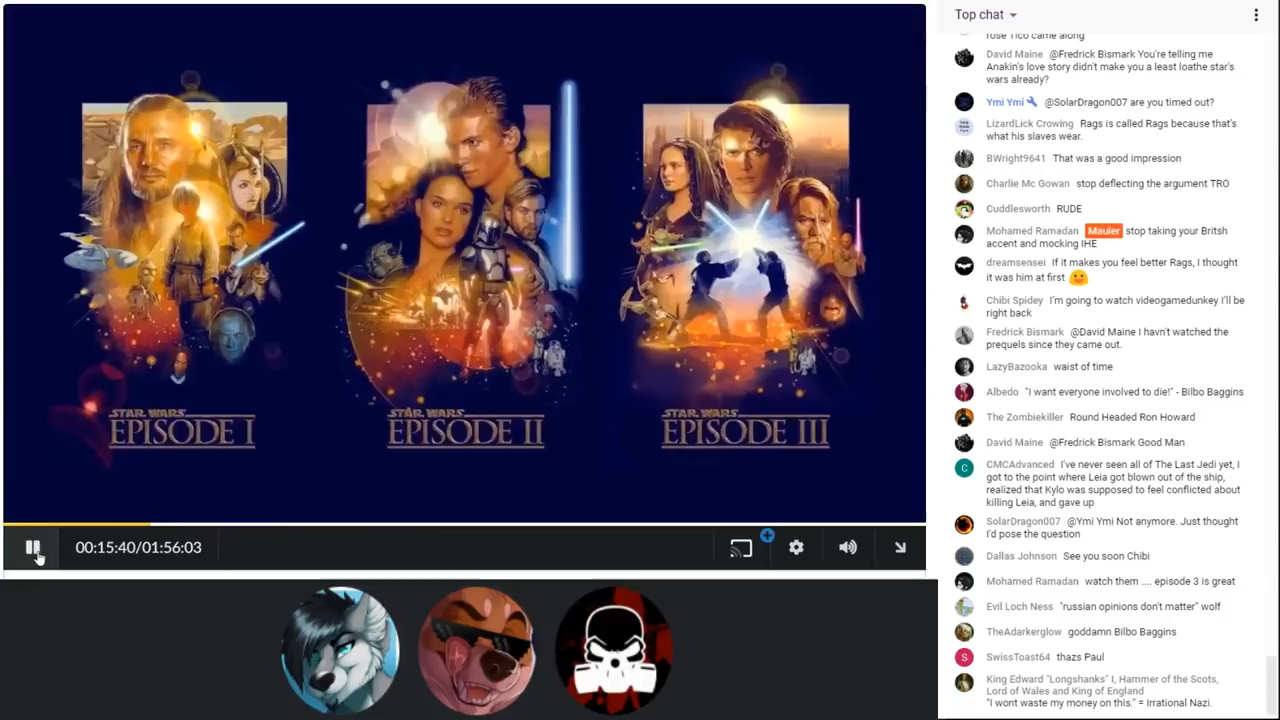 STAR WARS
EPISODE I
STAR WARS
EPISODE II
STAR WARS
EPISODE III
00:15:40/01:56:03
Top chat
rose Tico came along
David Maine @Fredrick Bismark You're telling me
Anakin's love story didn't make you a least loathe star's
wars already?
Ymi Ymi @SolarDragon007 are you timed out?
LizardLick Crowing Rags is called Rags because that's
what his slaves wear.
BWright9641 That was a good impression
Charlie Mc Gowan stop deflecting the argument TRO
Cuddlesworth RUDE
Mohamed Ramadan Mauler stop taking your Britsh
accent and mocking IHE
dreamsensei If it makes you feel better Rags, I thought
it was him at first
Chibi Spidey I'm going to watch videogamedunkey I'll be
right back
Fredrick Bismark @David Maine I havn't watched the
prequels since they came out.
LazyBazooka waist of time
Albedo "I want everyone involved to die!" - Bilbo Baggins
The Zombiekiller Round Headed Ron Howard
David Maine @Fredrick Bismark Good Man
C
CMCAdvanced I've never seen all of The Last Jedi yet, I
got to the point where Leia got blown out of the ship,
realized that Kylo was supposed to feel conflicted about
killing Leia, and gave up
SolarDragon007 @Ymi Ymi Not anymore. Just thought
I'd pose the question
Dallas Johnson See you soon Chibi
Mohamed Ramadan watch them .... episode 3 is great
Evil Loch Ness "russian opinions don't matter" wolf
TheAdarkerglow goddamn Bilbo Baggins
S
SwissToast64 thazs Paul
King Edward "Longshanks" I, Hammer of the Scots,
Lord of Wales and King of England
"I wont waste my money on this." = Irrational Nazi.